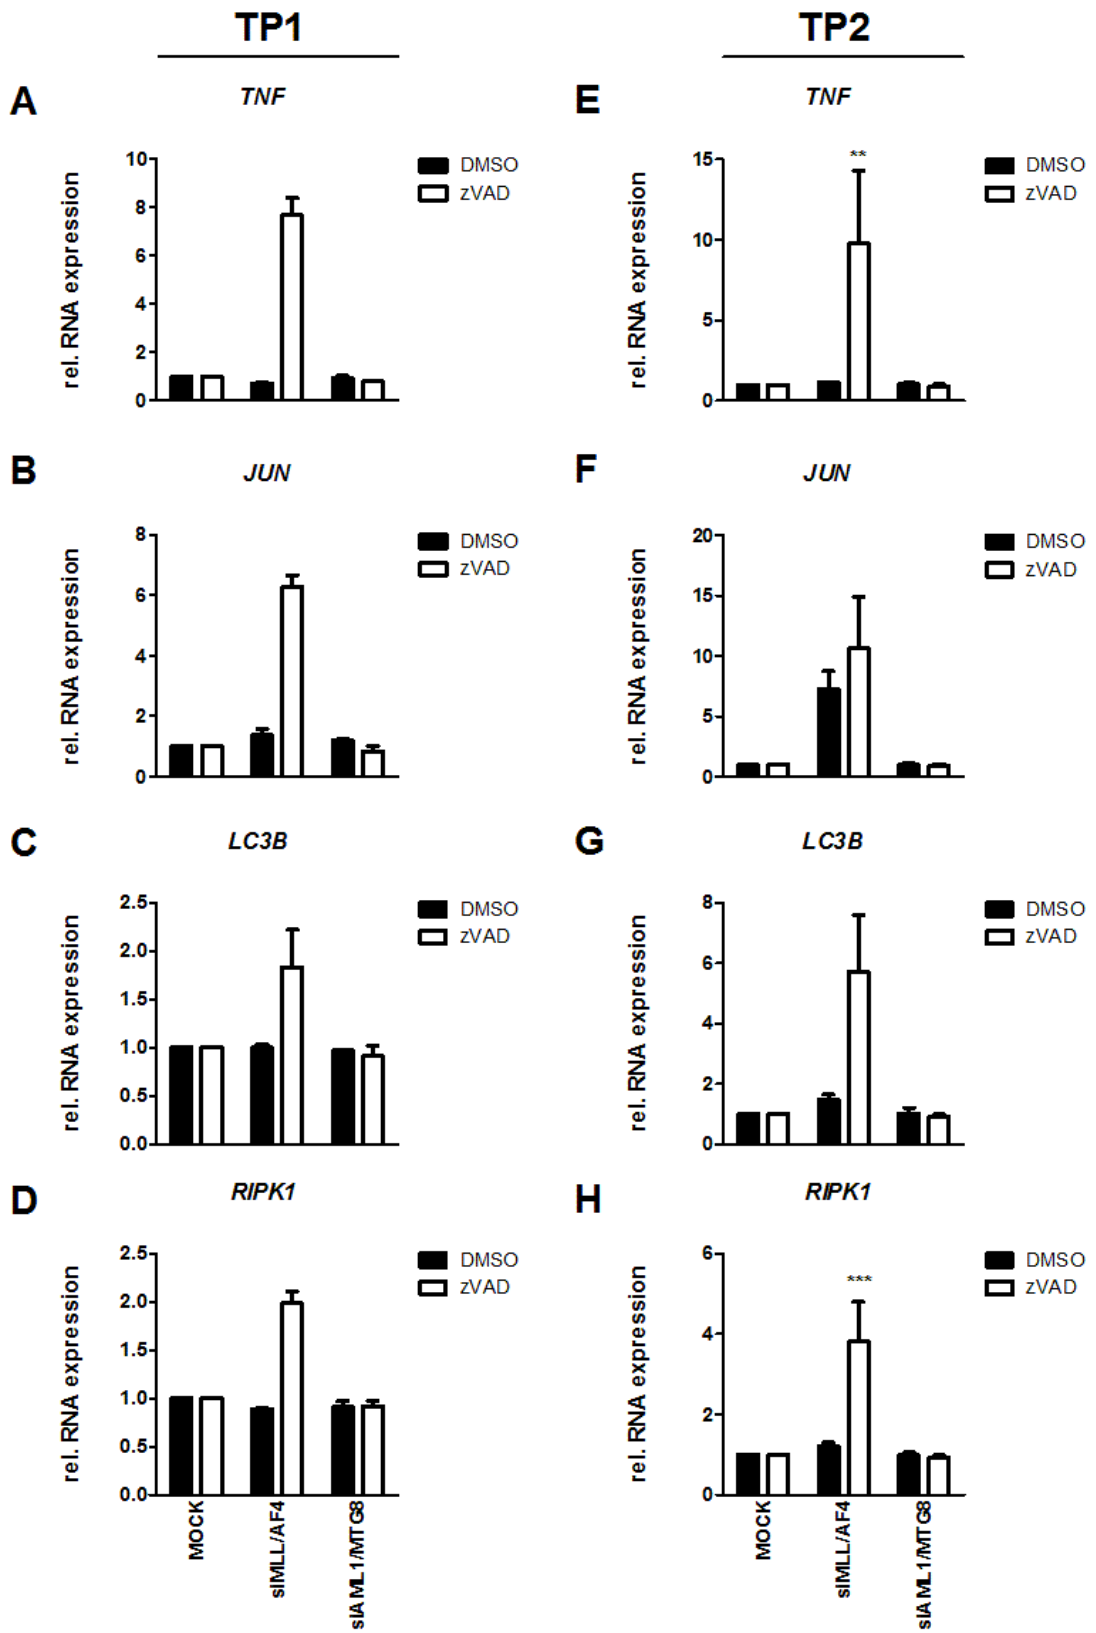 TP1
TP2
A
TNF
rel. RNA expression
10
8
6
4
2
0
DMSO
zVAD
E
TNF
rel. RNA expression
15
10
5
0
**
DMSO
zVAD
B
JUN
rel. RNA expression
8
6
4
2
0
DMSO
zVAD
F
JUN
rel. RNA expression
20
15
10
5
0
DMSO
zVAD
C
LC3B
rel. RNA expression
2.5
2.0
1.5
1.0
0.5
0.0
DMSO
zVAD
G
LC3B
rel. RNA expression
8
6
4
2
0
DMSO
zVAD
D
RIPK1
rel. RNA expression
2.5
2.0
1.5
1.0
0.5
0.0
DMSO
zVAD
MOCK
siMLL/AF4
siAML1/MTG8
H
RIPK1
rel. RNA expression
6
4
2
0
***
DMSO
zVAD
MOCK
siMLL/AF4
siAML1/MTG8